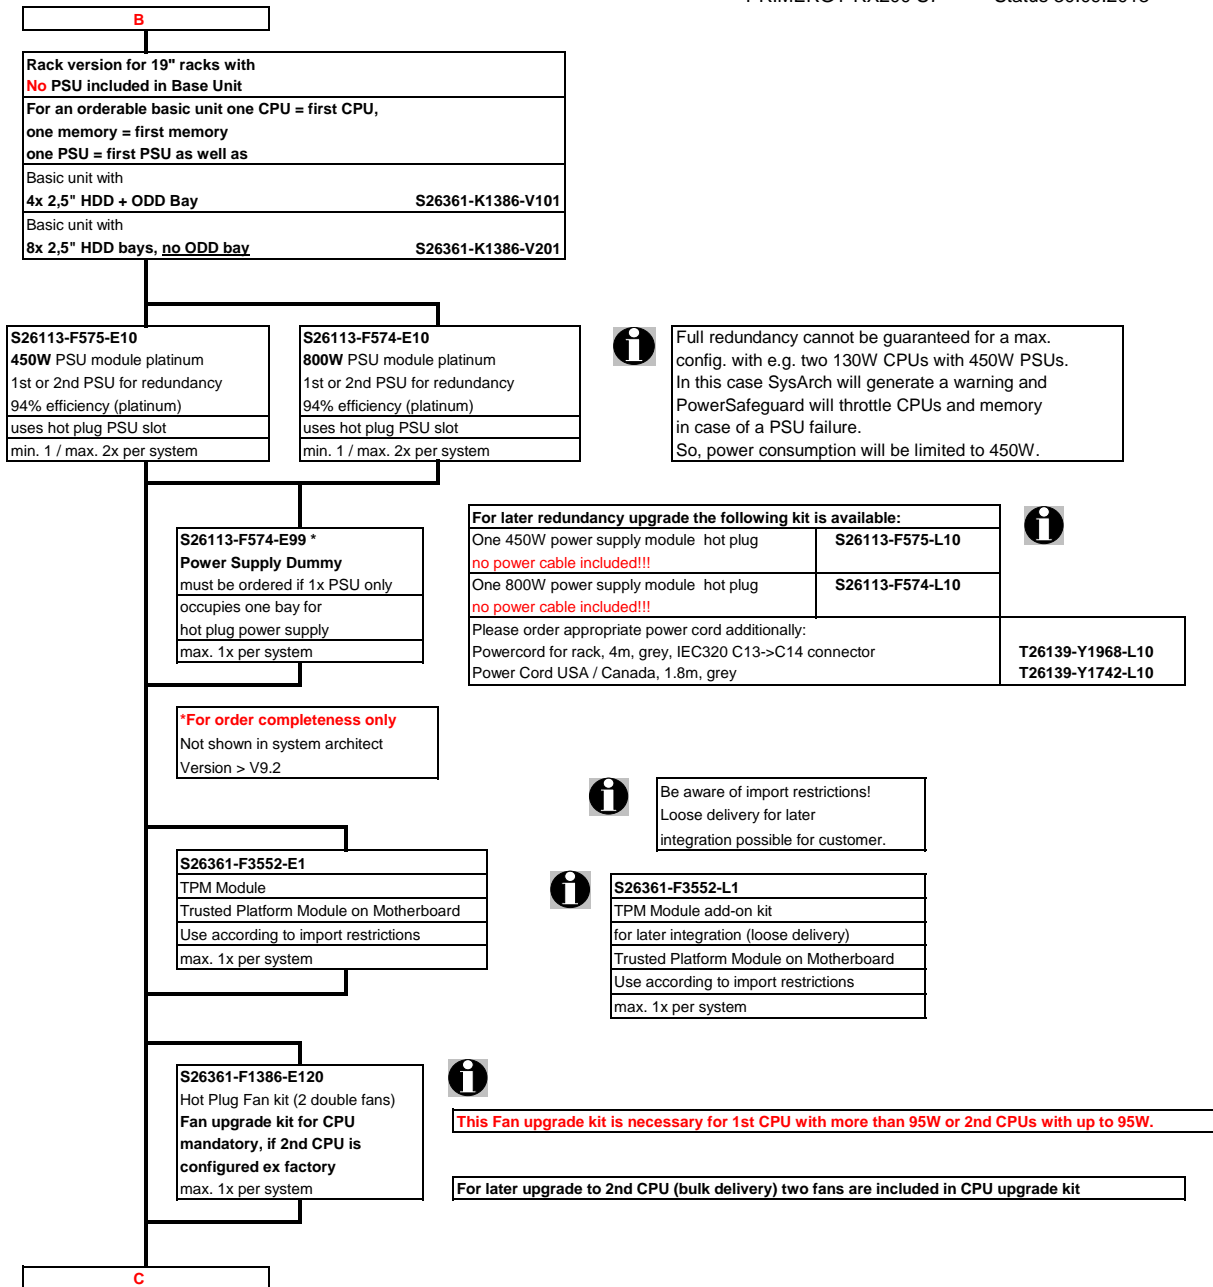 B
Rack version for 19" racks with
No PSU included in Base Unit
For an orderable basic unit one CPU = first CPU,
one memory = first memory
one PSU = first PSU as well as
Basic unit with
4x 2,5" HDD + ODD Bay S26361-K1386-V101
Basic unit with
8x 2,5" HDD bays, no ODD bay S26361-K1386-V201
S26113-F575-E10
450W PSU module platinum
1st or 2nd PSU for redundancy
94% efficiency (platinum)
uses hot plug PSU slot
min. 1 / max. 2x per system
S26113-F574-E10
800W PSU module platinum
1st or 2nd PSU for redundancy
94% efficiency (platinum)
uses hot plug PSU slot
min. 1 / max. 2x per system
Full redundancy cannot be guaranteed for a max.
config. with e.g. two 130W CPUs with 450W PSUs.
In this case SysArch will generate a warning and
PowerSafeguard will throttle CPUs and memory
in case of a PSU failure.
So, power consumption will be limited to 450W.
S26113-F574-E99 *
Power Supply Dummy
must be ordered if 1x PSU only
occupies one bay for
hot plug power supply
max. 1x per system
For later redundancy upgrade the following kit is available:
One 450W power supply module hot plug S26113-F575-L10
no power cable included!!!
One 800W power supply module hot plug S26113-F574-L10
no power cable included!!!
Please order appropriate power cord additionally:
Powercord for rack, 4m, grey, IEC320 C13->C14 connector T26139-Y1968-L10
Power Cord USA / Canada, 1.8m, grey T26139-Y1742-L10
*For order completeness only
Not shown in system architect
Version > V9.2
Be aware of import restrictions!
Loose delivery for later
integration possible for customer.
S26361-F3552-E1
TPM Module
Trusted Platform Module on Motherboard
Use according to import restrictions
max. 1x per system
S26361-F3552-L1
TPM Module add-on kit
for later integration (loose delivery)
Trusted Platform Module on Motherboard
Use according to import restrictions
max. 1x per system
S26361-F1386-E120
Hot Plug Fan kit (2 double fans)
Fan upgrade kit for CPU
mandatory, if 2nd CPU is
configured ex factory
max. 1x per system
This Fan upgrade kit is necessary for 1st CPU with more than 95W or 2nd CPUs with up to 95W.
For later upgrade to 2nd CPU (bulk delivery) two fans are included in CPU upgrade kit
C